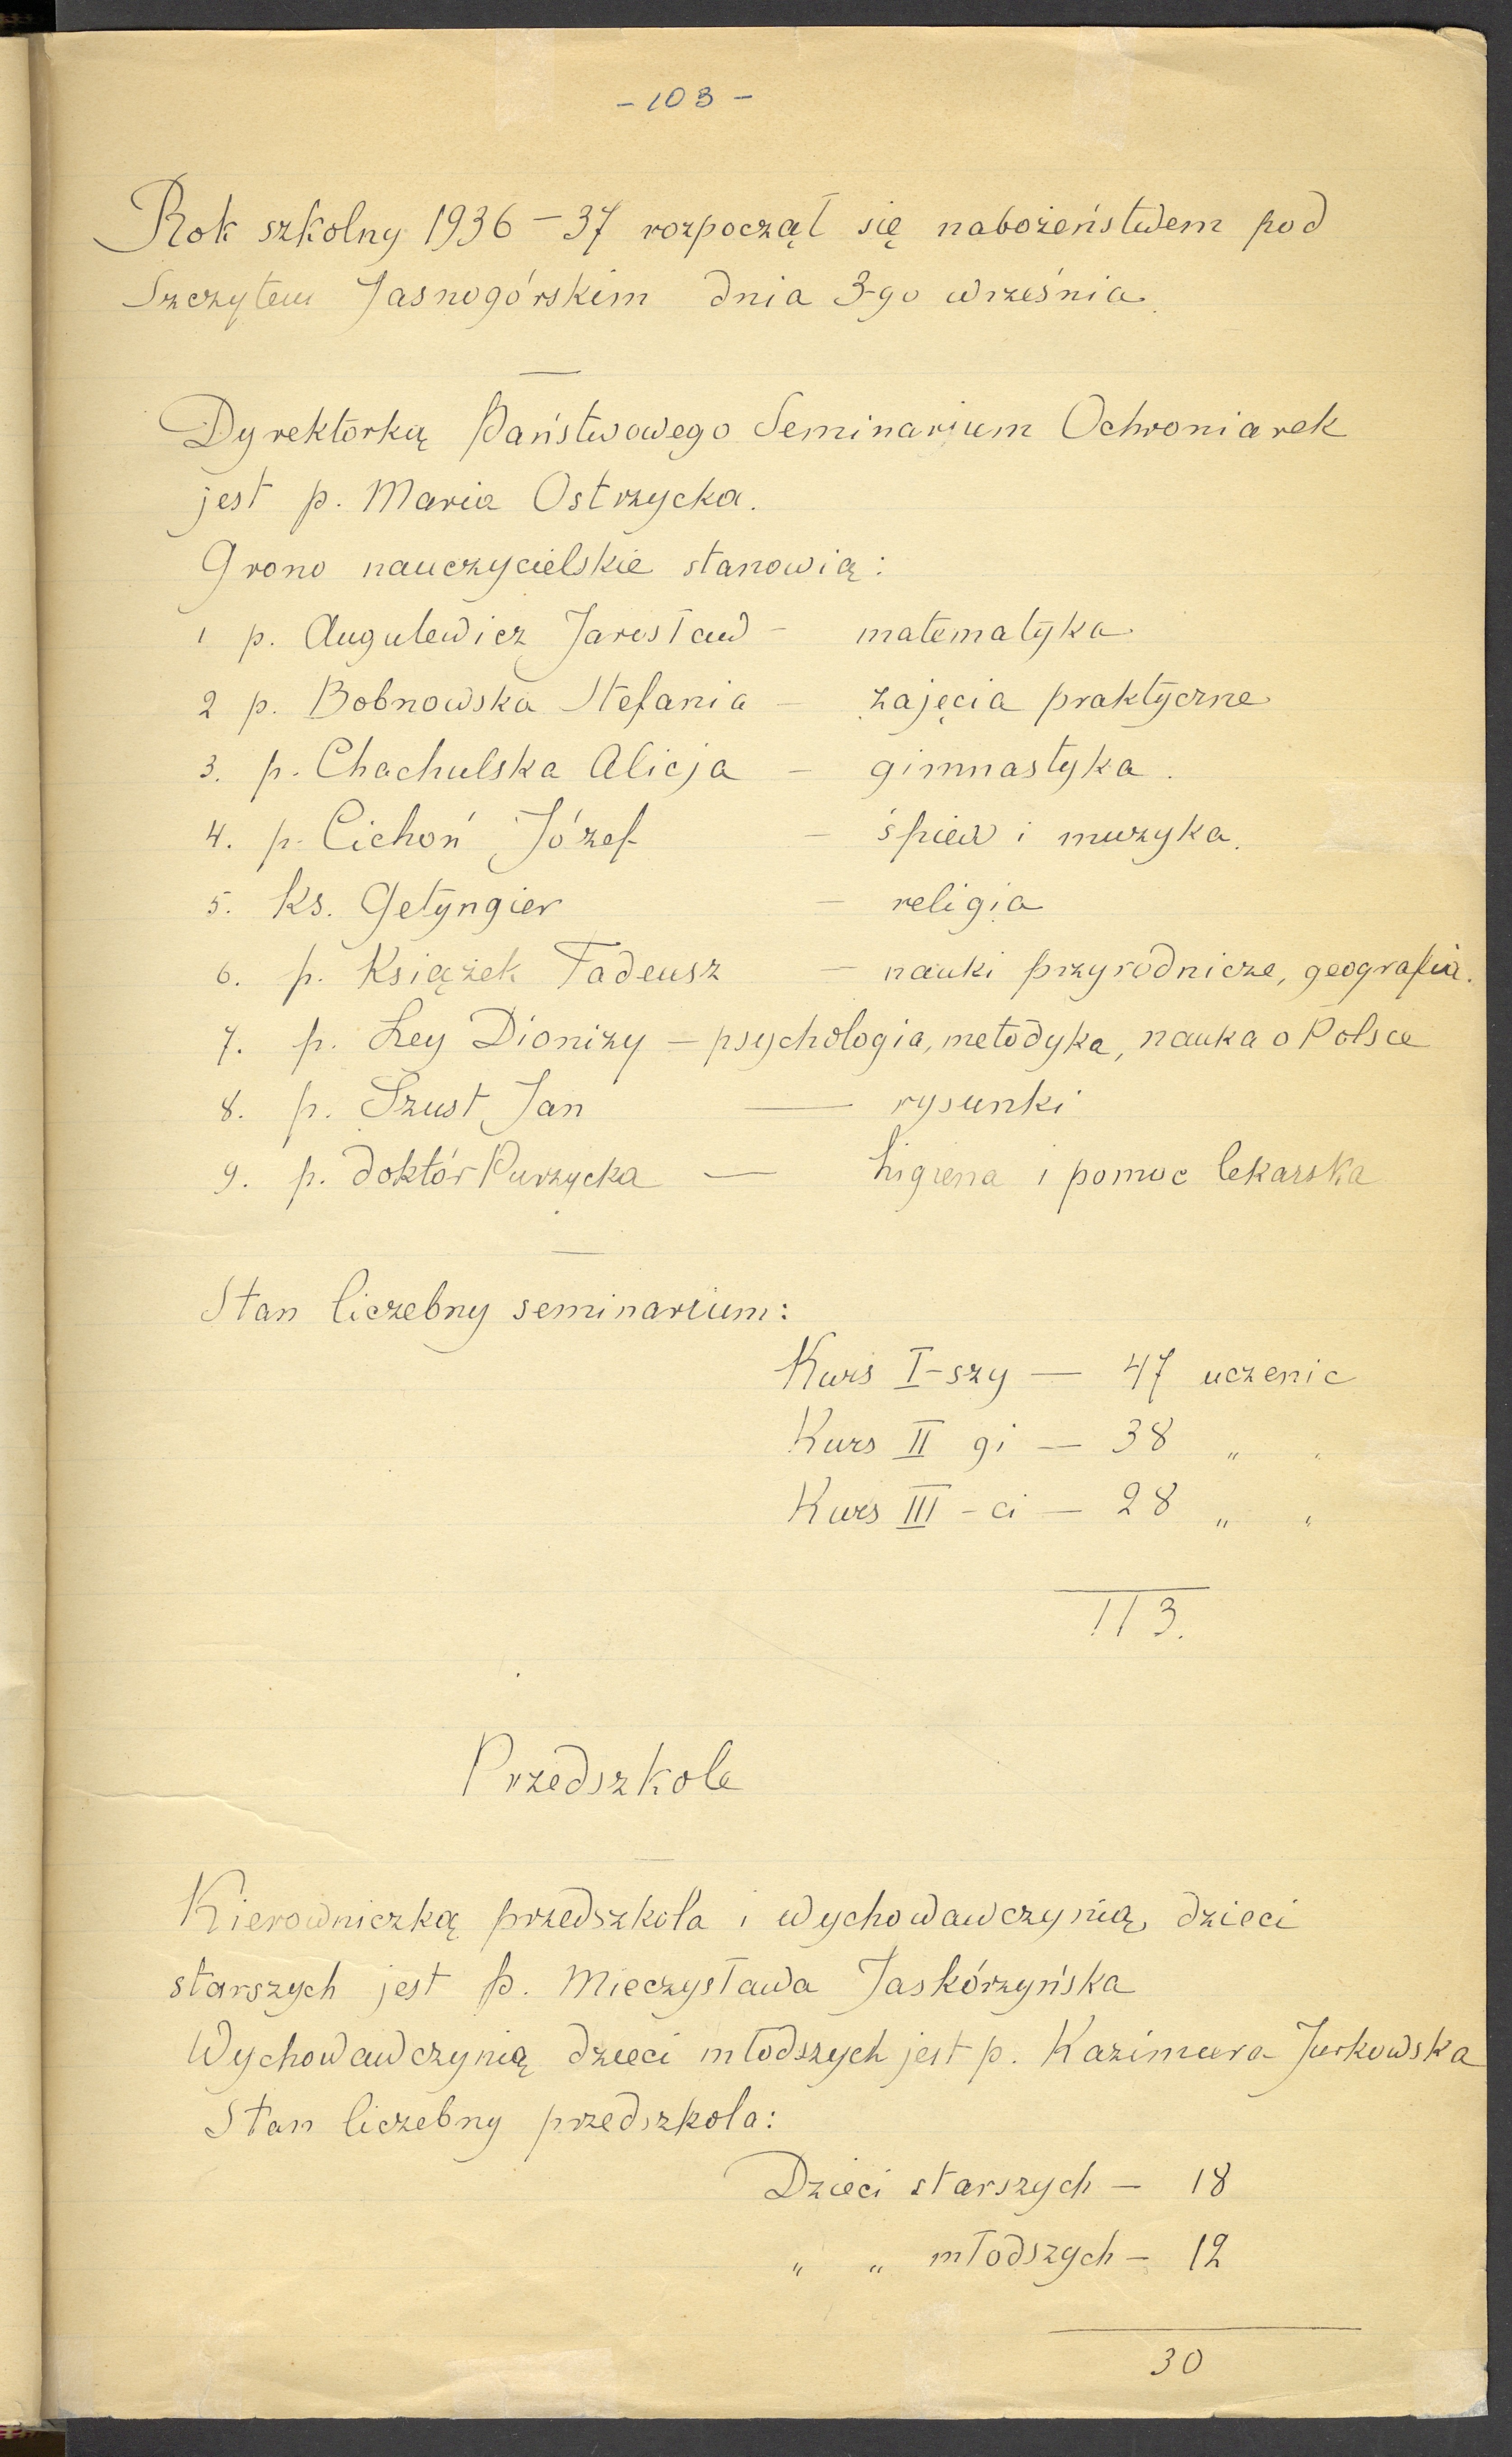 - 103 -
Rok szkolny 1936-37 rozpoczął się nabożeństwem pod
Szczytem Jasnogórskim dnia 3-go września.
Dyrektorką Państwowego Seminarium Ochroniarek
jest p. Maria Ostrzycka.
Grono nauczycielskie stanowią:
1 p. Augulewicz Jarosław - matematyka
2 p. Bobnowska Stefania - zajęcia praktyczne
3. p. Chachulska Alicja - gimnastyka.
4. p. Cichoń Józef - śpiew i muzyka.
5. ks. Getyngier - religia
6. p. Książek Tadeusz - nauki przyrodnicze, geografia.
7. p. Ley Dionizy - psychologia, metodyka, nauka o Polsce
8. p. Szust Jan — rysunki
9. p. doktór Purzycka — higiena i pomoc lekarska
Stan liczebny seminarium:
Kurs I-szy — 47 uczenic
Kurs II gi — 38 " "
Kurs III-ci — 28 " "
113.
Przedszkole
Kierowniczką przedszkola i wychowawczynią dzieci
starszych jest p. Mieczysława Jaskórzyńska
Wychowawczynią dzieci młodszych jest p. Kazimiera Jurkowska
Stan liczebny przedszkola:
Dzieci starszych - 18
" " młodszych - 12
30